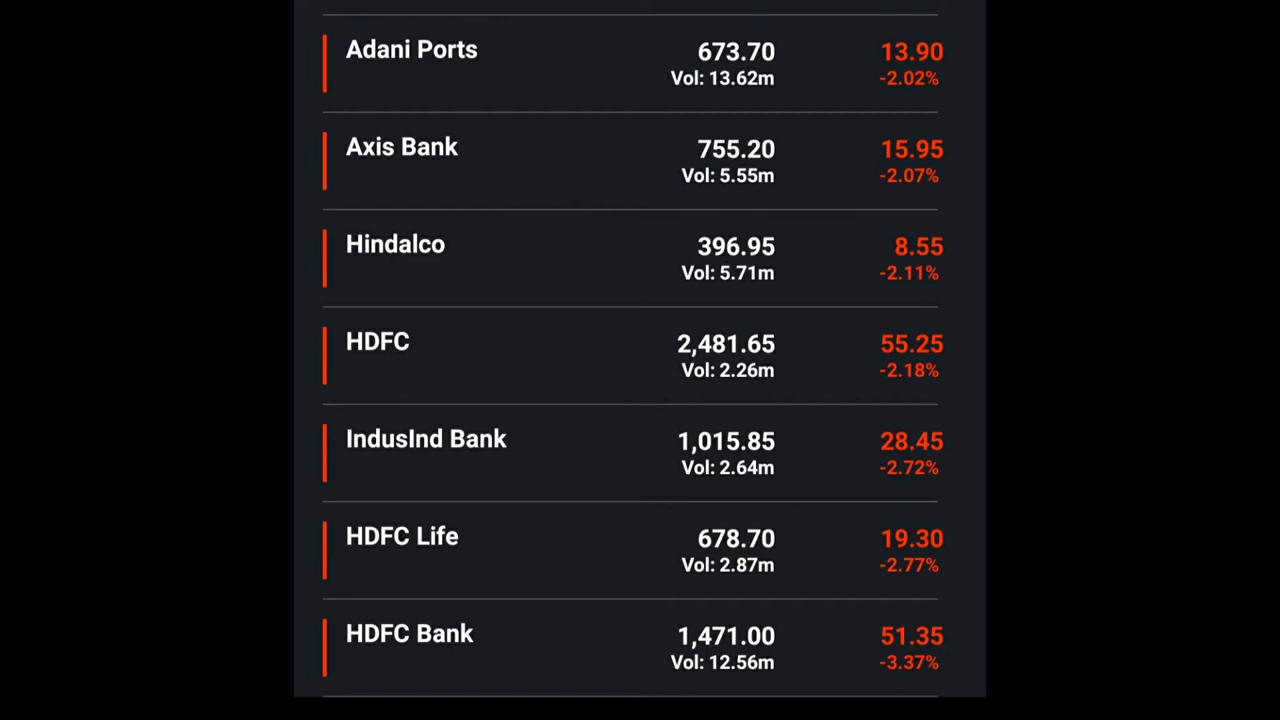 Adani Ports 673.70 13.90
Vol: 13.62m -2.02%
Axis Bank 755.20 15.95
Vol: 5.55m -2.07%
Hindalco 396.95 8.55
Vol: 5.71m -2.11%
HDFC 2,481.65 55.25
Vol: 2.26m -2.18%
IndusInd Bank 1,015.85 28.45
Vol: 2.64m -2.72%
HDFC Life 678.70 19.30
Vol: 2.87m -2.77%
HDFC Bank 1,471.00 51.35
Vol: 12.56m -3.37%